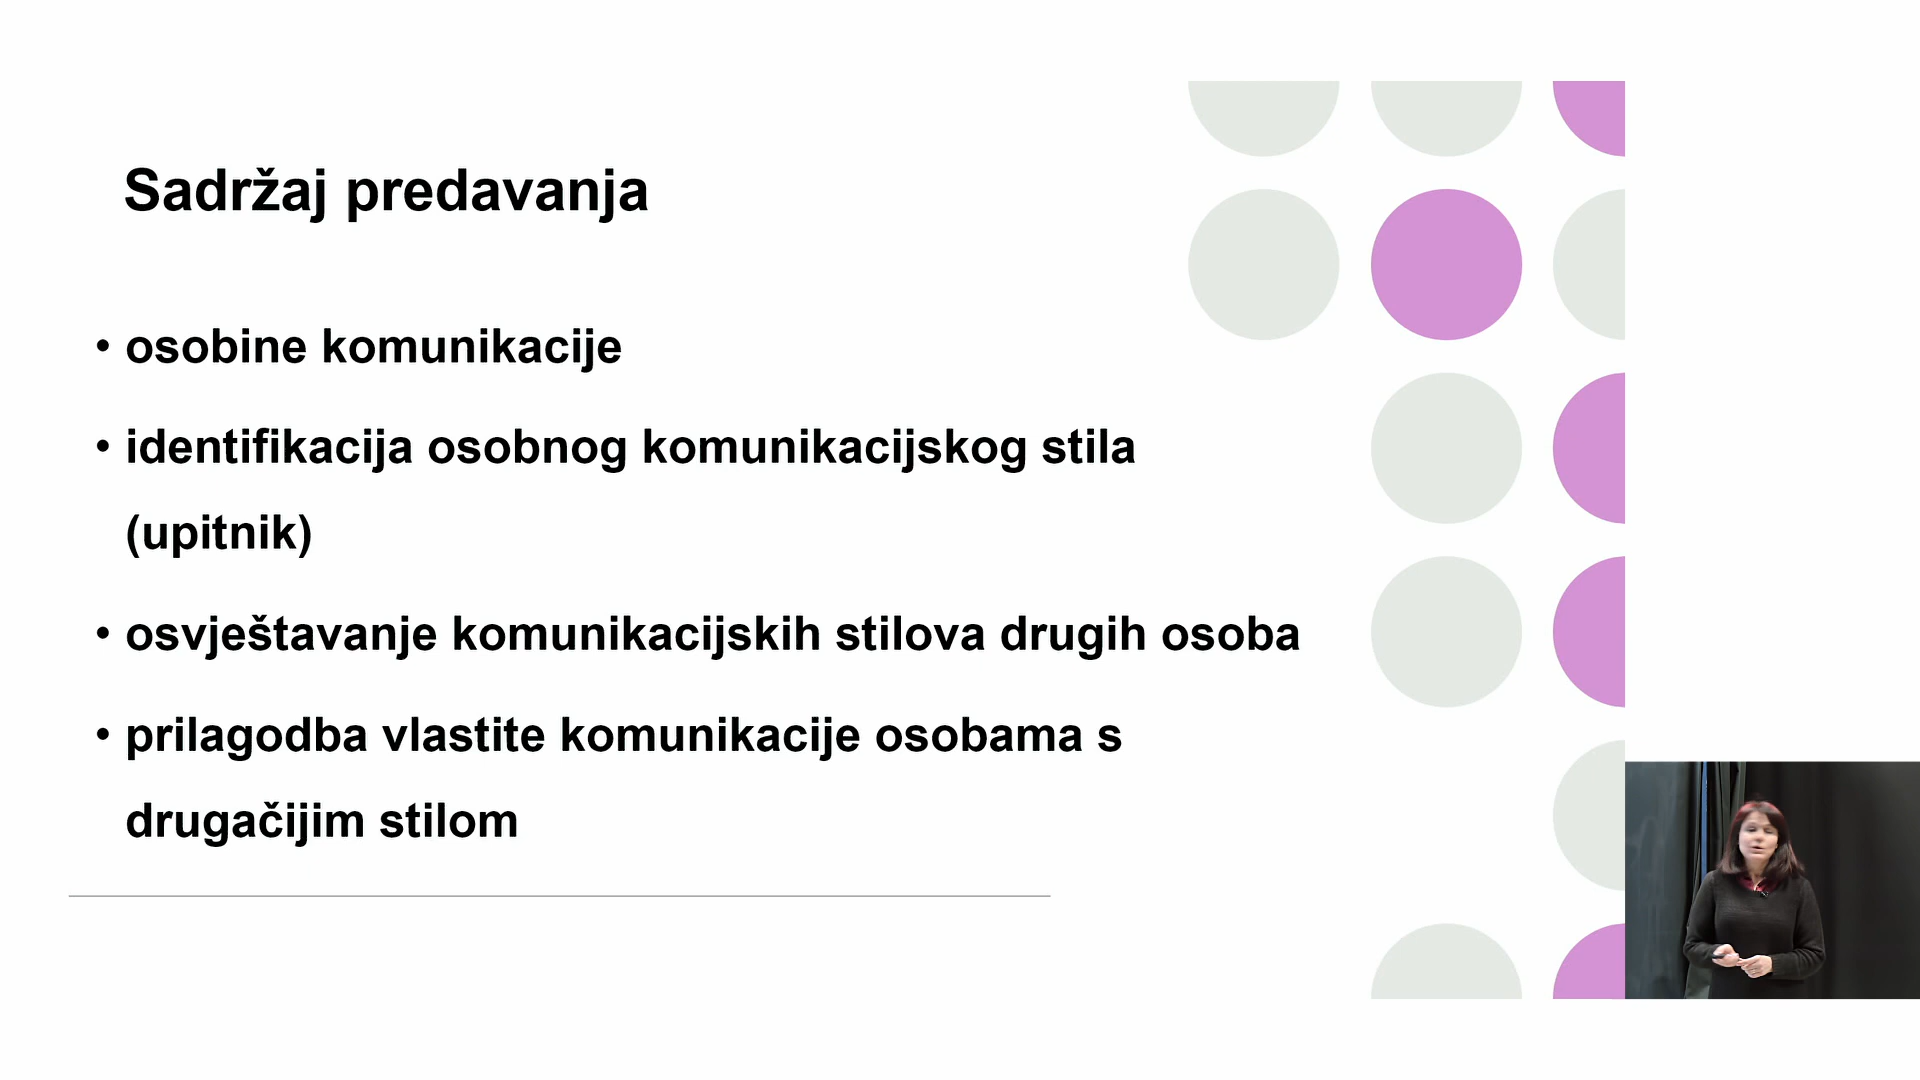 Sadržaj predavanja
• osobine komunikacije
• identifikacija osobnog komunikacijskog stila
(upitnik)
• osvještavanje komunikacijskih stilova drugih osoba
• prilagodba vlastite komunikacije osobama s
drugačijim stilom